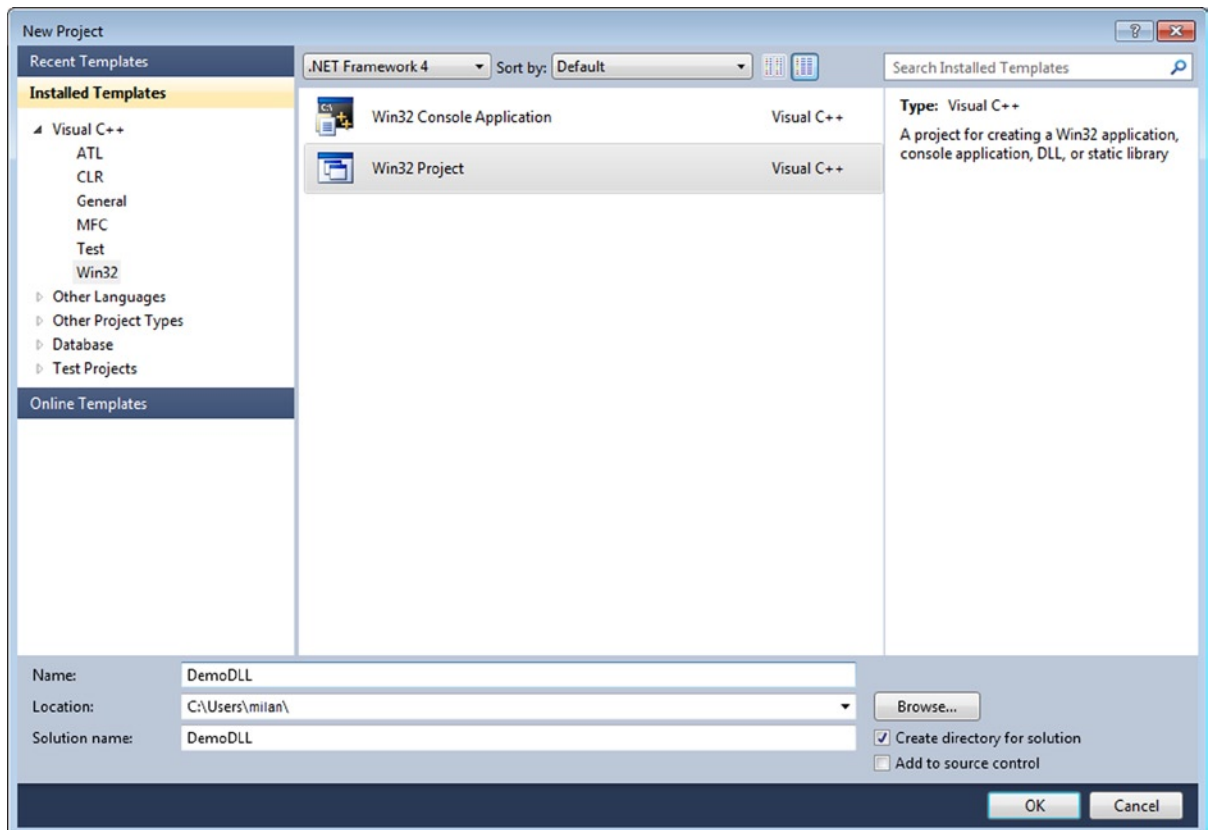 New Project
Recent Templates
Installed Templates
Visual C++
ATL
CLR
General
MFC
Test
Win32
Other Languages
Other Project Types
Database
Test Projects
Online Templates
.NET Framework 4
Sort by: Default
Win32 Console Application Visual C++
Win32 Project Visual C++
Search Installed Templates
Type: Visual C++
A project for creating a Win32 application,
console application, DLL, or static library
Name: DemoDLL
Location: C:\Users\milan\
Browse...
Solution name: DemoDLL
Create directory for solution
Add to source control
OK
Cancel